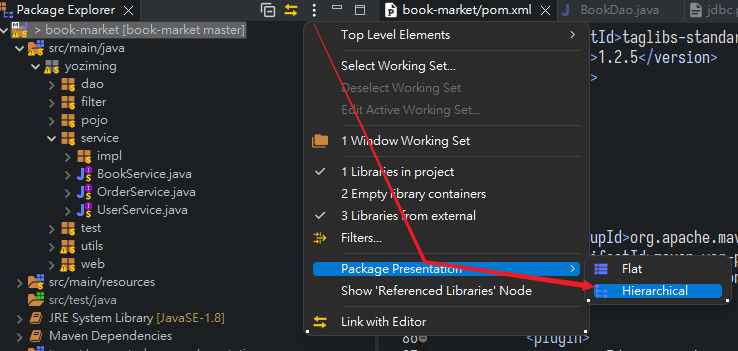 Package Explorer
book-market/pom.xml
BookDao.java
> book-market [book-market master]
src/main/java
yoziming
dao
filter
pojo
service
impl
BookService.java
OrderService.java
UserService.java
test
utils
web
src/main/resources
src/test/java
JRE System Library [JavaSE-1.8]
Maven Dependencies
Top Level Elements
Select Working Set...
Deselect Working Set
Edit Active Working Set...
1 Window Working Set
1 Libraries in project
2 Empty library containers
3 Libraries from external
Filters...
Package Presentation
Show 'Referenced Libraries' Node
Link with Editor
Flat
Hierarchical
tId>taglibs-standar
>1.2.5</version>
>
upId>org.apache.mav
<plugin>